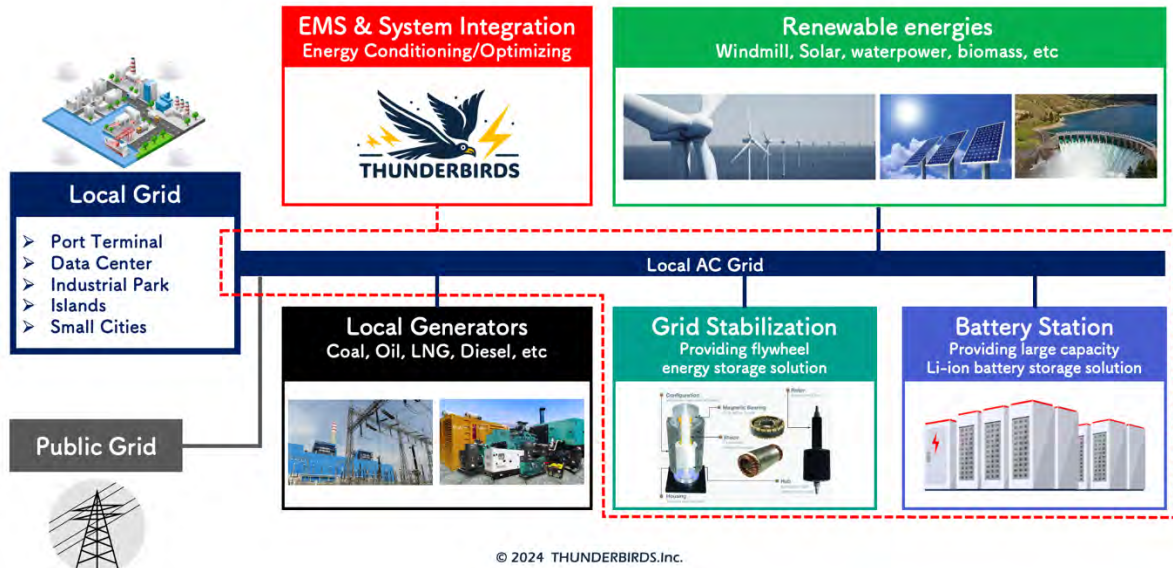 EMS & System Integration
Energy Conditioning/Optimizing
THUNDERBIRDS
Renewable energies
Windmill, Solar, waterpower, biomass, etc
Local Grid
➢ Port Terminal
➢ Data Center
➢ Industrial Park
➢ Islands
➢ Small Cities
Local AC Grid
Local Generators
Coal, Oil, LNG, Diesel, etc
Grid Stabilization
Providing flywheel
energy storage solution
Configuration
Magnetic Bearing
Rotor
Hub
Housing
Battery Station
Providing large capacity
Li-ion battery storage solution
Public Grid
© 2024 THUNDERBIRDS.Inc.